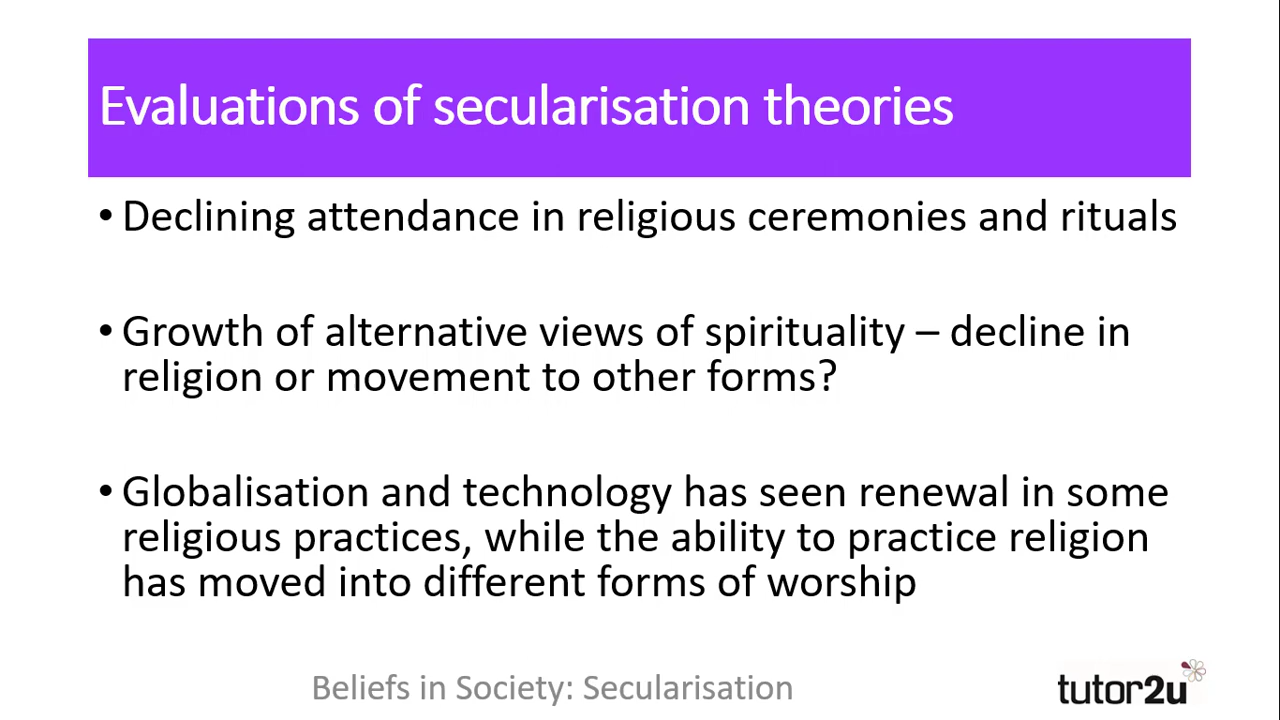 Evaluations of secularisation theories
• Declining attendance in religious ceremonies and rituals
• Growth of alternative views of spirituality – decline in
religion or movement to other forms?
• Globalisation and technology has seen renewal in some
religious practices, while the ability to practice religion
has moved into different forms of worship
Beliefs in Society: Secularisation
tutor2u